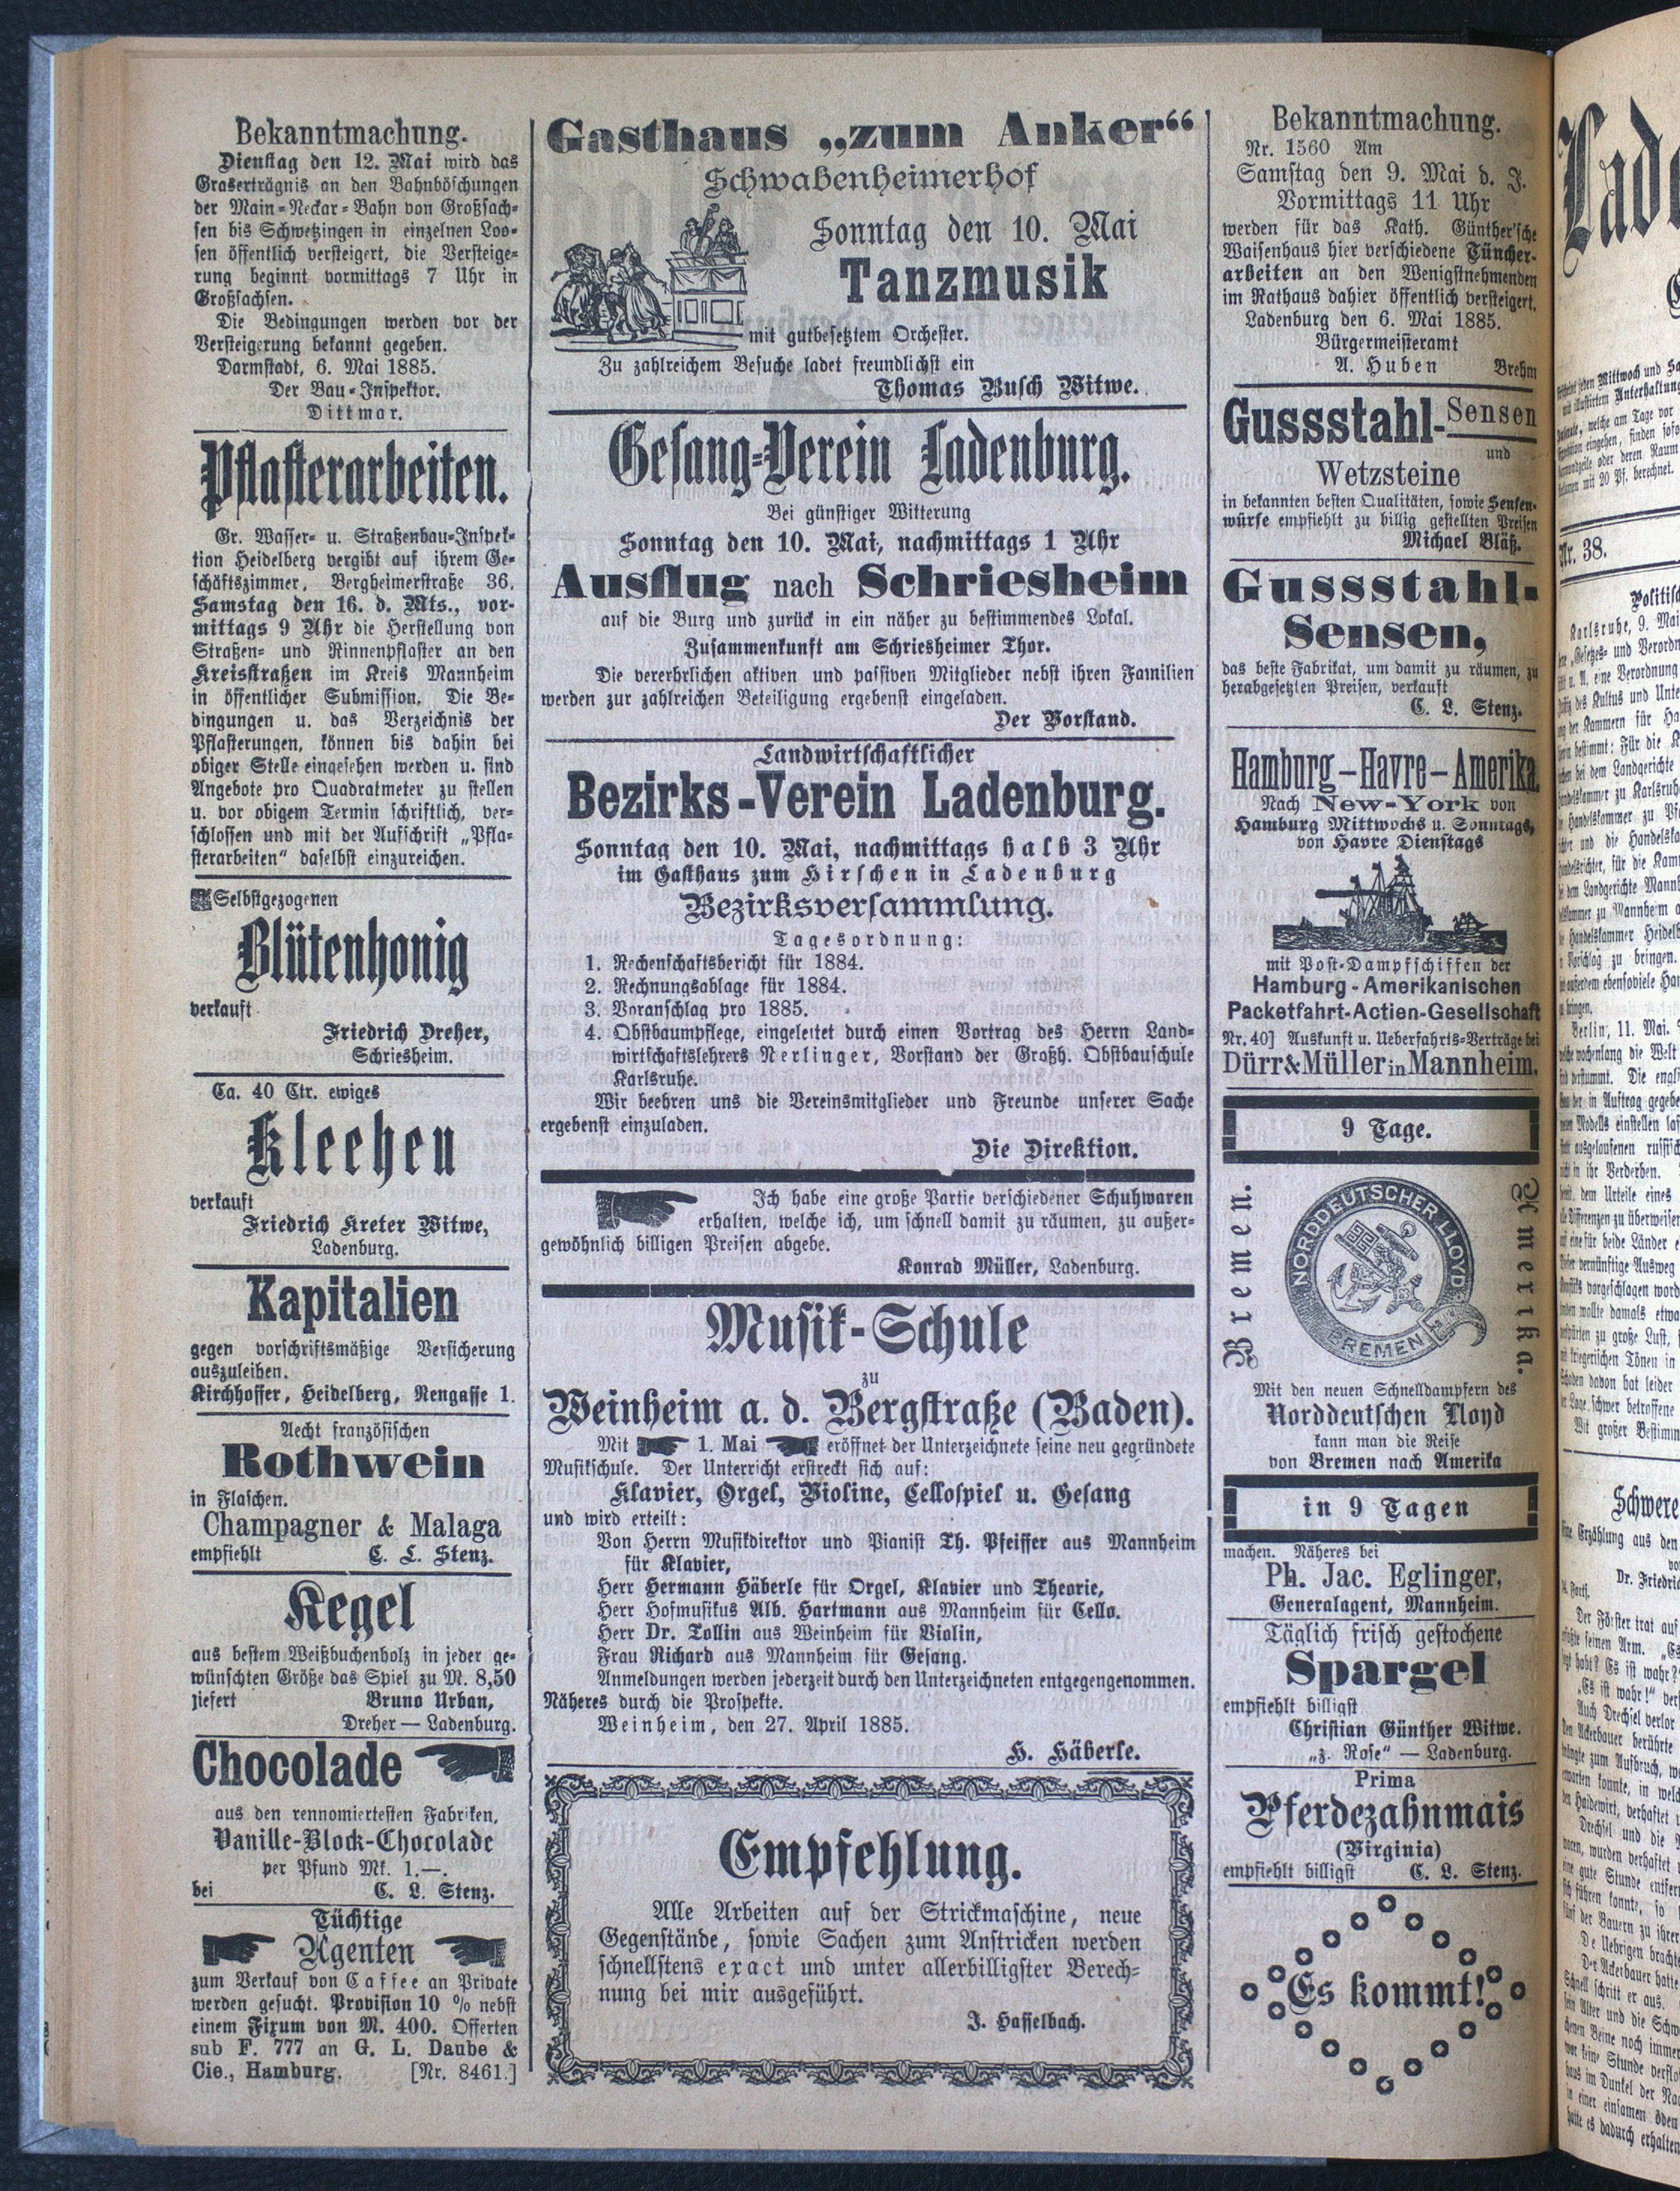 Bekanntmachung.
Dienstag den 12. Mai wird das
Graserträgnis an den Bahnböschungen
der Main-Neckar-Bahn von Großsach-
sen bis Schwetzingen in einzelnen Loo-
sen öffentlich versteigert, die Versteige-
rung beginnt vormittags 7 Uhr in
Großsachsen.
Die Bedingungen werden vor der
Versteigerung bekannt gegeben.
Darmstadt, 6. Mai 1885.
Der Bau-Inspektor.
Dittmar.
Pflasterarbeiten.
Gr. Wasser- u. Straßenbau-Inspek-
tion Heidelberg vergibt auf ihrem Ge-
schäftszimmer, Bergheimerstraße 36,
Samstag den 16. d. Mts., vor-
mittags 9 Uhr die Herstellung von
Straßen- und Rinnenpflaster an den
Kreisstraßen im Kreis Mannheim
in öffentlicher Submission. Die Be-
dingungen u. das Verzeichnis der
Pflasterungen, können bis dahin bei
obiger Stelle eingesehen werden u. sind
Angebote pro Quadratmeter zu stellen
u. vor obigem Termin schriftlich, ver-
schlossen und mit der Aufschrift „Pfla-
sterarbeiten“ daselbst einzureichen.
Selbstgezogenen
Blütenhonig
verkauft
Friedrich Dreher,
Schriesheim.
Ca. 40 Ctr. ewiges
Kleeheu
verkauft
Friedrich Kreter Witwe,
Ladenburg.
Kapitalien
gegen vorschriftsmäßige Versicherung
auszuleihen.
Kirchhoffer, Heidelberg, Neugasse 1.
Aecht französischen
Rothwein
in Flaschen.
Champagner & Malaga
empfiehlt C. L. Stenz.
Kegel
aus bestem Weißbuchenholz in jeder ge-
wünschten Größe das Spiel zu M. 8,50
liefert Bruno Urban,
Dreher — Ladenburg.
Chocolade
aus den rennomiertesten Fabriken,
Vanille-Block-Chocolade
per Pfund Mk. 1.—.
bei C. L. Stenz.
Tüchtige
Agenten
zum Verkauf von Caffee an Private
werden gesucht. Provision 10 % nebst
einem Fixum von M. 400. Offerten
sub F. 777 an G. L. Daube &
Cie., Hamburg. [Nr. 8461.]
Gasthaus „zum Anker“
Schwabenheimerhof
Sonntag den 10. Mai
Tanzmusik
mit gutbesetztem Orchester.
Zu zahlreichem Besuche ladet freundlichst ein
Thomas Busch Witwe.
Gesang-Verein Ladenburg.
Bei günstiger Witterung
Sonntag den 10. Mai, nachmittags 1 Uhr
Ausflug nach Schriesheim
auf die Burg und zurück in ein näher zu bestimmendes Lokal.
Zusammenkunft am Schriesheimer Thor.
Die vererhrlichen aktiven und passiven Mitglieder nebst ihren Familien
werden zur zahlreichen Beteiligung ergebenst eingeladen.
Der Vorstand.
Landwirtschaftlicher
Bezirks-Verein Ladenburg.
Sonntag den 10. Mai, nachmittags halb 3 Uhr
im Gasthaus zum Hirschen in Ladenburg
Bezirksversammlung.
Tagesordnung:
1. Rechenschaftsbericht für 1884.
2. Rechnungsablage für 1884.
3. Voranschlag pro 1885.
4. Obstbaumpflege, eingeleitet durch einen Vortrag des Herrn Land-
wirtschaftslehrers Nerlinger, Vorstand der Großh. Obstbauschule
Karlsruhe.
Wir beehren uns die Vereinsmitglieder und Freunde unserer Sache
ergebenst einzuladen.
Die Direktion.
Ich habe eine große Partie verschiedener Schuhwaren
erhalten, welche ich, um schnell damit zu räumen, zu außer-
gewöhnlich billigen Preisen abgebe.
Konrad Müller, Ladenburg.
Musik-Schule
zu
Weinheim a. d. Bergstraße (Baden).
Mit 1. Mai eröffnet der Unterzeichnete seine neu gegründete
Musikschule. Der Unterricht erstreckt sich auf:
Klavier, Orgel, Violine, Cellospiel u. Gesang
und wird erteilt:
Von Herrn Musikdirektor und Pianist Th. Pfeiffer aus Mannheim
für Klavier,
Herr Hermann Häberle für Orgel, Klavier und Theorie,
Herr Hofmusikus Alb. Hartmann aus Mannheim für Cello.
Herr Dr. Tollin aus Weinheim für Violin,
Frau Richard aus Mannheim für Gesang.
Anmeldungen werden jederzeit durch den Unterzeichneten entgegengenommen.
Näheres durch die Prospekte.
Weinheim, den 27. April 1885.
H. Häberle.
Empfehlung.
Alle Arbeiten auf der Strickmaschine, neue
Gegenstände, sowie Sachen zum Anstricken werden
schnellstens exact und unter allerbilligster Berech-
nung bei mir ausgeführt.
J. Hasselbach.
Bekanntmachung.
Nr. 1560 Am
Samstag den 9. Mai d. J.
Vormittags 11 Uhr
werden für das Kath. Günther'sche
Waisenhaus hier verschiedene Tüncher-
arbeiten an den Wenigstnehmenden
im Rathaus dahier öffentlich versteigert.
Ladenburg den 6. Mai 1885.
Bürgermeisteramt
A. Huben Brehm
Gussstahl-Sensen
und
Wetzsteine
in bekannten besten Qualitäten, sowie Sensen-
würfe empfiehlt zu billig gestellten Preisen
Michael Bläß.
Gussstahl-
Sensen,
das beste Fabrikat, um damit zu räumen, zu
herabgesetzten Preisen, verkauft
C. L. Stenz.
Hamburg-Havre-Amerika
Nach New-York von
Hamburg Mittwochs u. Sonntags,
von Havre Dienstags
mit Post-Dampfschiffen der
Hamburg-Amerikanischen
Packetfahrt-Actien-Gesellschaft
Nr. 40] Auskunft u. Ueberfahrts-Verträge bei
Dürr & Müller in Mannheim.
9 Tage.
Bremen.
NORDDEUTSCHER LLOYD
BREMEN
Amerika.
Mit den neuen Schnelldampfern des
Norddeutschen Lloyd
kann man die Reise
von Bremen nach Amerika
in 9 Tagen
machen. Näheres bei
Ph. Jac. Eglinger,
Generalagent, Mannheim.
Täglich frisch gestochene
Spargel
empfiehlt billigst
Christian Günther Witwe.
„z. Rose“ — Ladenburg.
Prima
Pferdezahnmais
(Virginia)
empfiehlt billigst C. L. Stenz.
Es kommt!
Nr. 38.
Karlsruhe, 9. Mai
Berlin, 11. Mai.
Dr. Friedri